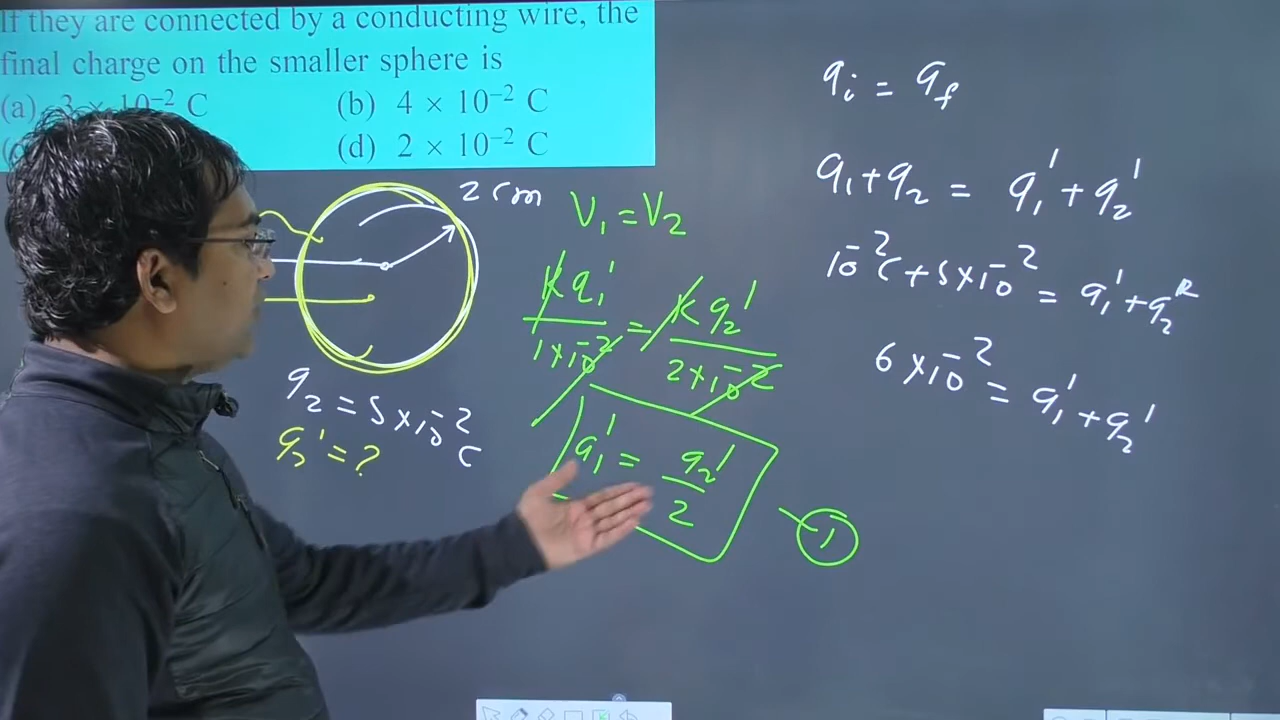 If they are connected by a conducting wire, the
final charge on the smaller sphere is
(a) 3 × 10⁻² C (b) 4 × 10⁻² C
(d) 2 × 10⁻² C
2 cm
q₂ = 5×10⁻² C
q₂' = ?
V₁ = V₂
Kq₁' / 1×10⁻² = Kq₂' / 2×10⁻²
q₁' = q₂' / 2
1
qᵢ = q_f
q₁+q₂ = q₁'+q₂'
10⁻²C+5×10⁻² = q₁'+q₂'
6×10⁻² = q₁'+q₂'